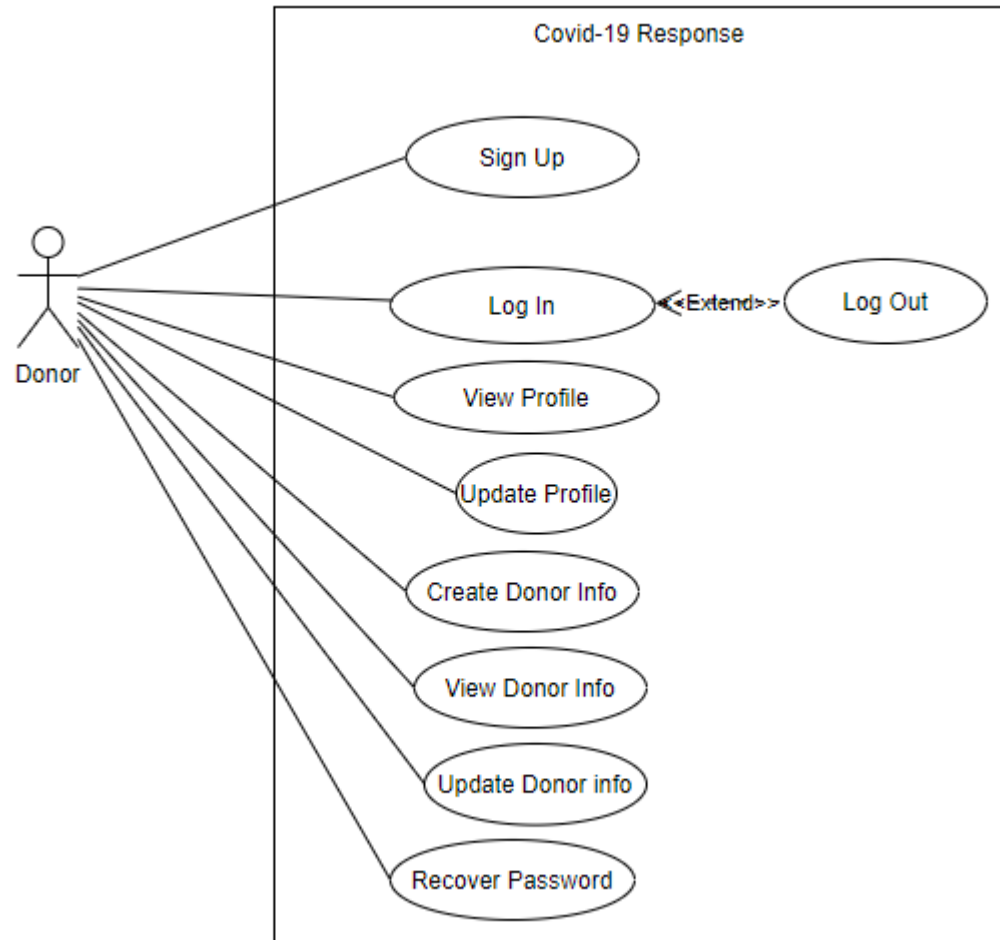 Covid-19 Response
Sign Up
Log In
<<Extend>>
Log Out
Donor
View Profile
Update Profile
Create Donor Info
View Donor Info
Update Donor info
Recover Password